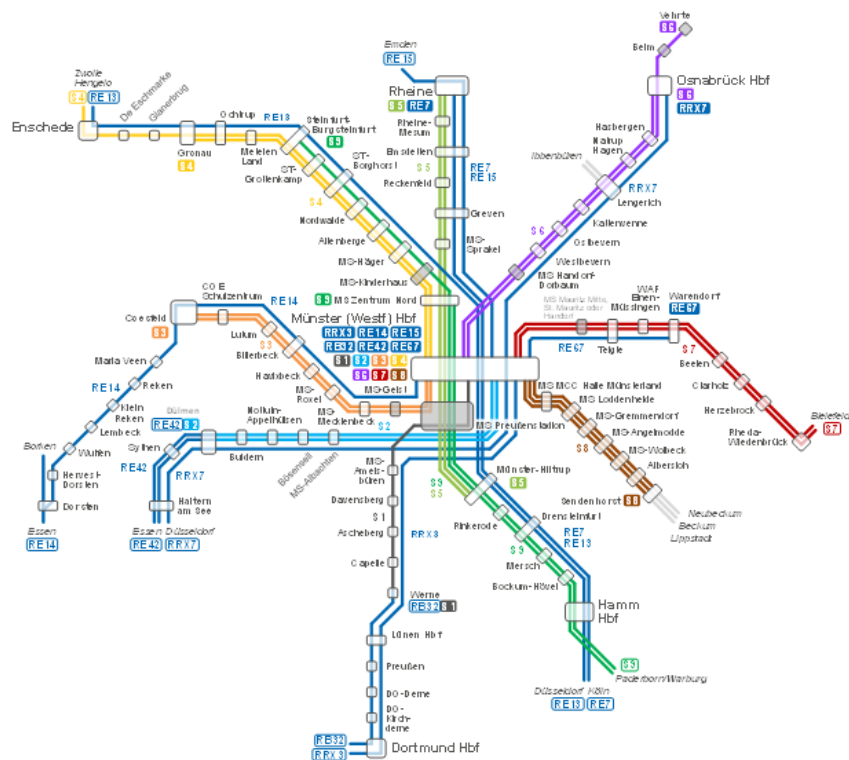 Vehrte
S6
Belm
Emden
RE 15
Osnabrück Hbf
S6
RRX7
Zwolle
Hengelo
S4 RE13
De Eschmarke
Glanerbrug
Rheine
S5 RE7
Enschede
Ochtrup
RE13
Steinfurt
Burgsteinfurt
S9
Rheine-
Mesum
Hasbergen
Natrup
Hagen
Gronau
S4
Metelen
Land
ST-
Borghorst
ST-
Grottenkamp
Emsdetten
S5
RE7
RE15
Ibbenbüren
Reckenfeld
RRX7
S4
Lengerich
Nordwalde
Greven
S6
Kattenvenne
Ostbevern
Altenberge
MS-
Sprakel
Westbevern
MS-Häger
MS Handorf-
Dorbaum
MS-Kinderhaus
COE
Schulzentrum
RE14
S9 MS Zentrum Nord
MS Mauritz Mitte,
St. Mauritz oder
Handorf
WAF
Einen-
Müssingen
Warendorf
RE67
Coesfeld
S3
Münster (Westf) Hbf
RRX3 RE14 RE15
RE32 RE42 RE67
S1 S2 S3 S4
S6 S7 S8
Lutum
S3
Billerbeck
RE67
Telgte
S7
Maria Veen
Beelen
Havixbeck
MS-Geist
MS MCC Halle Münsterland
Clarholz
RE14
Reken
MS-
Roxel
MS Loddenheide
Herzebrock
Klein
Reken
MS-
Mecklenbeck
MS-Gremmendorf
Dülmen
RE42 S2
Nottuln-
Appelhülsen
S2
MS Preußenstadion
MS-Angelmodde
Bielefeld
S7
Lembeck
Rheda-
Wiedenbrück
Borken
Wulfen
Sythen
S8
MS-Wolbeck
RE42
Buldern
Bösensell
MS-Albachten
MS-
Amels-
büren
Albersloh
Hervest-
Dorsten
RRX7
Münster-Hiltrup
S5
S9
S5
Davensberg
Sendenhorst S8
Dorsten
Haltern
am See
Neubeckum
Beckum
Lippstadt
S1
Rinkerode
Drensteinfurt
Essen
RE14
Essen Düsseldorf
RE42 RRX7
Ascheberg
RRX3
RE7
RE13
S9
Capelle
Mersch
Bockum-Hövel
Werne
RE32 S1
Hamm
Hbf
Lünen Hbf
Preußen
S9
Paderborn/Warburg
DO-Derne
Düsseldorf Köln
RE13 RE7
DO-
Kirch-
derne
RE32
RRX3
Dortmund Hbf